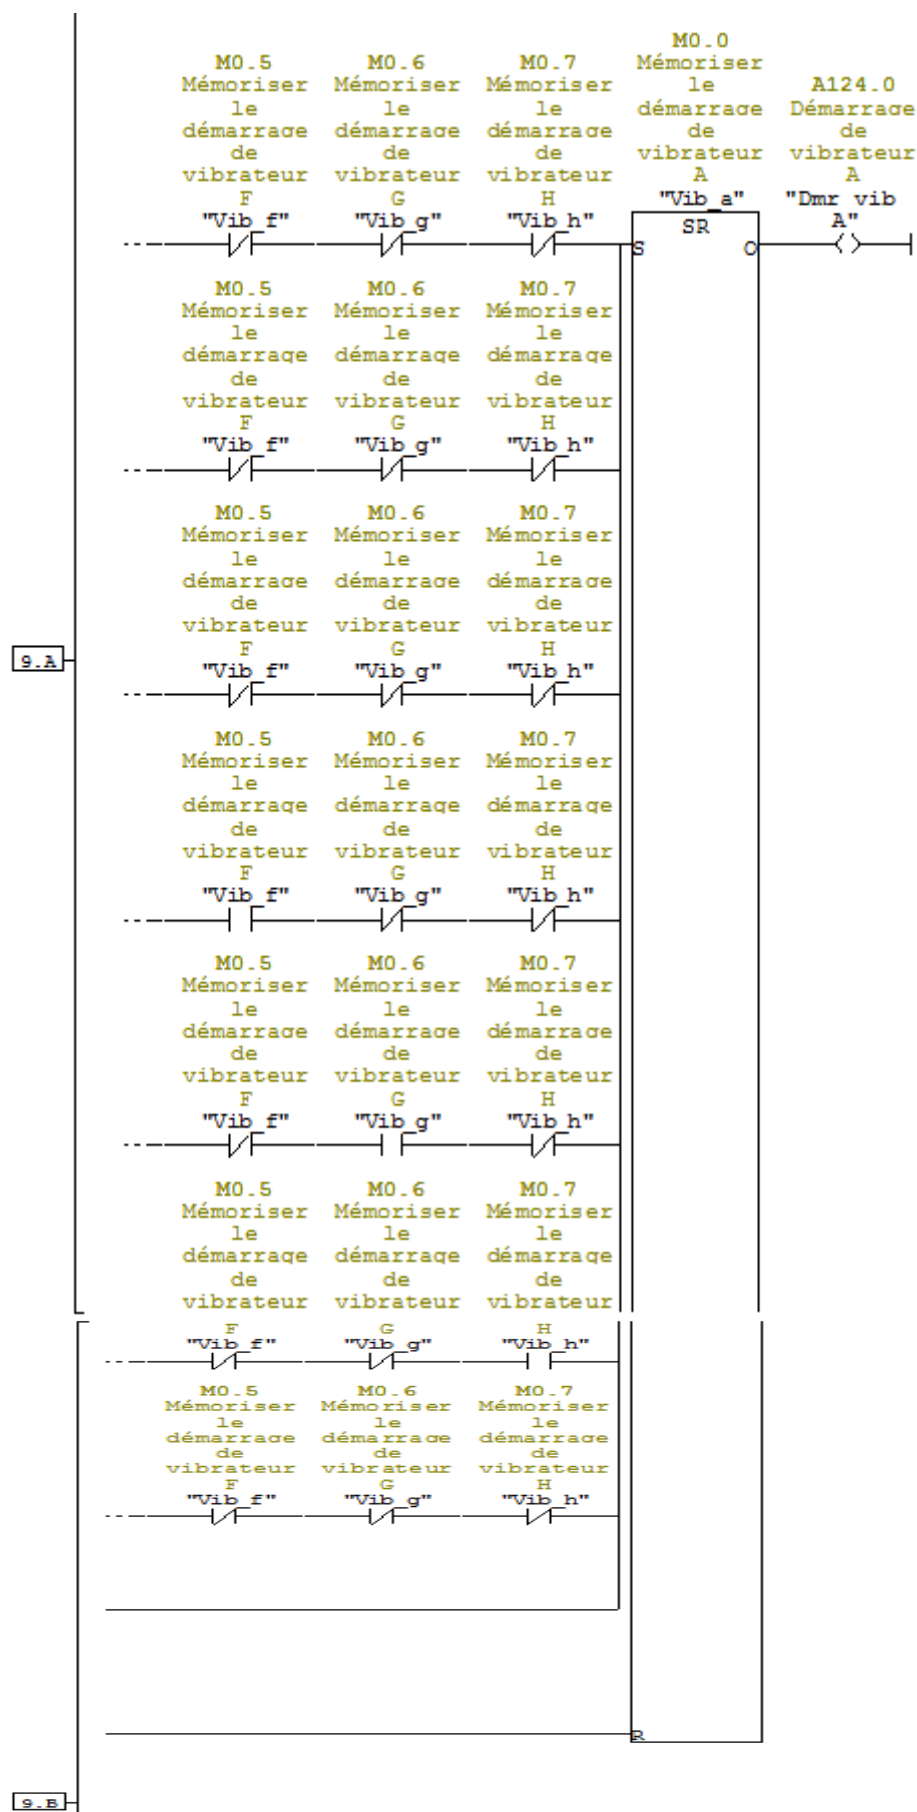 M0.0
M0.5 M0.6 M0.7 Mémoriser
Mémoriser Mémoriser Mémoriser le A124.0
le le le démarrage Démarrage
démarrage démarrage démarrage de de
de de de vibrateur vibrateur
vibrateur vibrateur vibrateur A A
F G H "Vib_a" "Dmr vib
"Vib_f" "Vib_g" "Vib_h" SR A"
S Q
M0.5 M0.6 M0.7
Mémoriser Mémoriser Mémoriser
le le le
démarrage démarrage démarrage
de de de
vibrateur vibrateur vibrateur
F G H
"Vib_f" "Vib_g" "Vib_h"
M0.5 M0.6 M0.7
Mémoriser Mémoriser Mémoriser
le le le
démarrage démarrage démarrage
de de de
vibrateur vibrateur vibrateur
9.A F G H
"Vib_f" "Vib_g" "Vib_h"
M0.5 M0.6 M0.7
Mémoriser Mémoriser Mémoriser
le le le
démarrage démarrage démarrage
de de de
vibrateur vibrateur vibrateur
F G H
"Vib_f" "Vib_g" "Vib_h"
M0.5 M0.6 M0.7
Mémoriser Mémoriser Mémoriser
le le le
démarrage démarrage démarrage
de de de
vibrateur vibrateur vibrateur
F G H
"Vib_f" "Vib_g" "Vib_h"
M0.5 M0.6 M0.7
Mémoriser Mémoriser Mémoriser
le le le
démarrage démarrage démarrage
de de de
vibrateur vibrateur vibrateur
F G H
"Vib_f" "Vib_g" "Vib_h"
M0.5 M0.6 M0.7
Mémoriser Mémoriser Mémoriser
le le le
démarrage démarrage démarrage
de de de
vibrateur vibrateur vibrateur
F G H
"Vib_f" "Vib_g" "Vib_h"
R
9.B